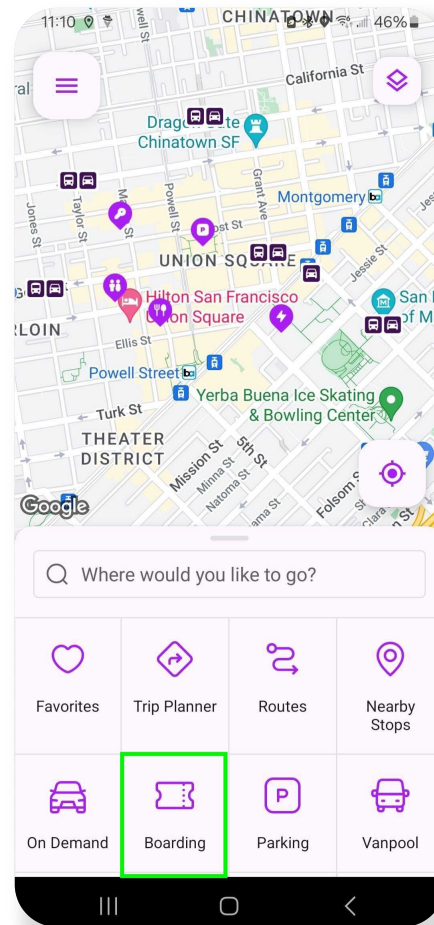 11:10
46%
CHINATOWN
well St
California St
Dragon Gate
Chinatown SF
Jones St
Taylor St
Powell St
Grant Ave
Montgomery
Post St
Jessie St
UNION SQUARE
Hilton San Francisco
Union Square
San
of M
RLOIN
Ellis St
Powell Street
Yerba Buena Ice Skating
& Bowling Center
Turk St
THEATER
DISTRICT
Mission St
5th St
Minna St
Natoma St
Folsom St
Google
Where would you like to go?
Favorites
Trip Planner
Routes
Nearby
Stops
P
On Demand
Boarding
Parking
Vanpool